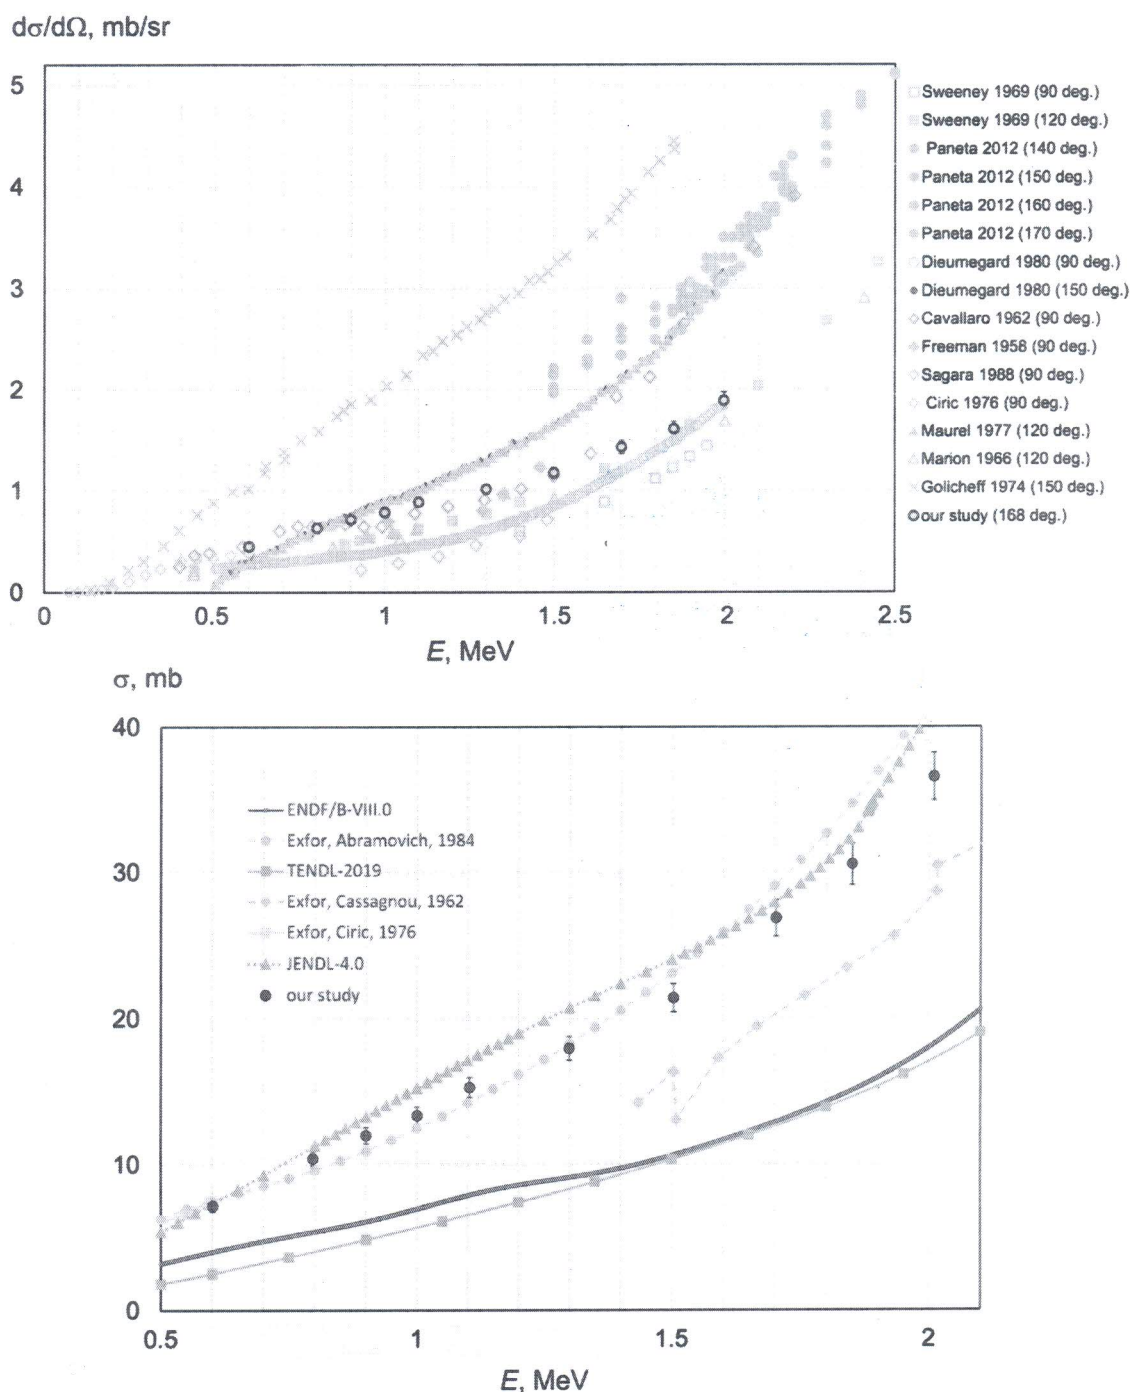 dσ/dΩ, mb/sr
5
4
3
2
1
0
0
0.5
1
1.5
2
2.5
E, MeV
Sweeney 1969 (90 deg.)
Sweeney 1969 (120 deg.)
Paneta 2012 (140 deg.)
Paneta 2012 (150 deg.)
Paneta 2012 (160 deg.)
Paneta 2012 (170 deg.)
Dieumegard 1980 (90 deg.)
Dieumegard 1980 (150 deg.)
Cavallaro 1962 (90 deg.)
Freeman 1958 (90 deg.)
Sagara 1988 (90 deg.)
Ciric 1976 (90 deg.)
Maurel 1977 (120 deg.)
Marion 1966 (120 deg.)
Golicheff 1974 (150 deg.)
our study (168 deg.)
σ, mb
40
30
20
10
0
0.5
1
1.5
2
E, MeV
ENDF/B-VIII.0
Exfor, Abramovich, 1984
TENDL-2019
Exfor, Cassagnou, 1962
Exfor, Ciric, 1976
JENDL-4.0
our study